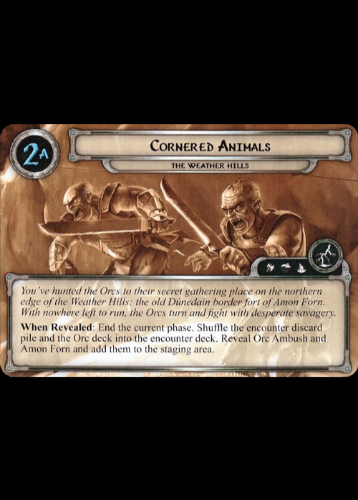 2A
CORNERED ANIMALS
THE WEATHER HILLS
You've hunted the Orcs to their secret gathering place on the northern
edge of the Weather Hills: the old Dúnedain border fort of Amon Forn.
With nowhere left to run, the Orcs turn and fight with desperate savagery.
When Revealed: End the current phase. Shuffle the encounter discard
pile and the Orc deck into the encounter deck. Reveal Orc Ambush and
Amon Forn and add them to the staging area.